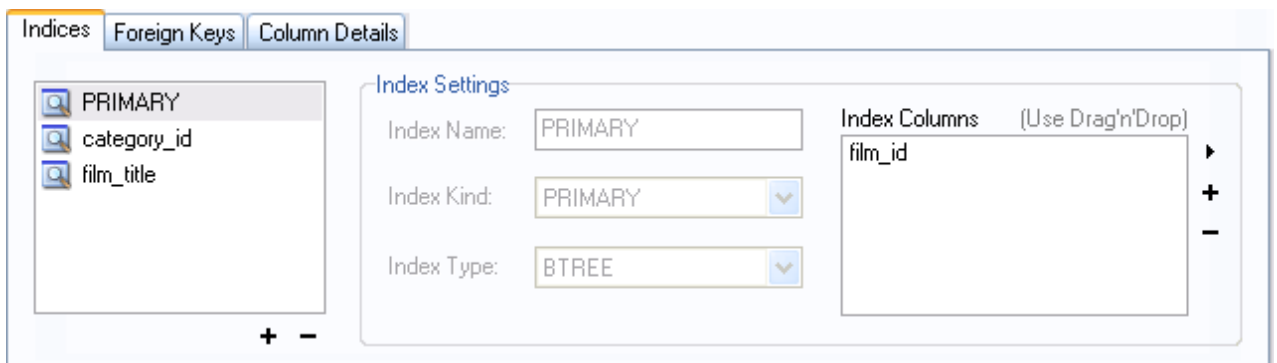 Indices Foreign Keys Column Details
PRIMARY
category_id
film_title
Index Settings
Index Name: PRIMARY
Index Kind: PRIMARY
Index Type: BTREE
Index Columns (Use Drag'n'Drop)
film_id